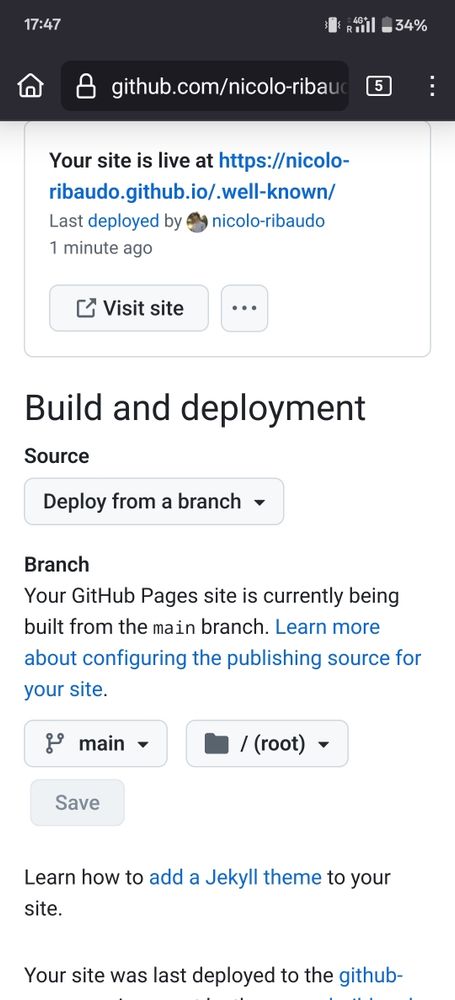 17:47
R 4G+ 34%
github.com/nicolo-ribau
5
Your site is live at https://nicolo-
ribaudo.github.io/.well-known/
Last deployed by nicolo-ribaudo
1 minute ago
Visit site
Build and deployment
Source
Deploy from a branch
Branch
Your GitHub Pages site is currently being
built from the main branch. Learn more
about configuring the publishing source for
your site.
main / (root)
Save
Learn how to add a Jekyll theme to your
site.
Your site was last deployed to the github-